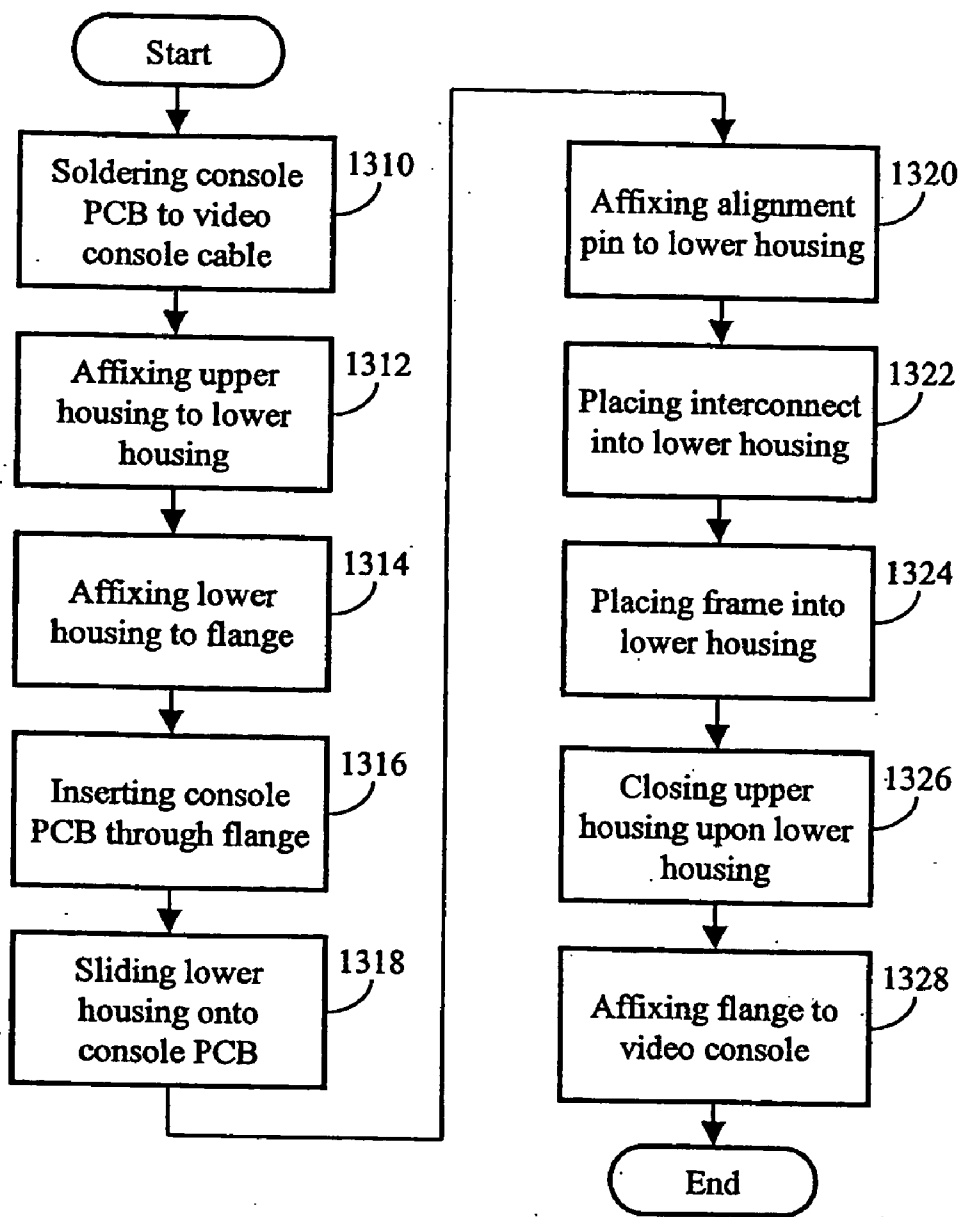 Start
Soldering console
PCB to video
console cable
1310
Affixing upper
housing to lower
housing
1312
Affixing lower
housing to flange
1314
Inserting console
PCB through flange
1316
Sliding lower
housing onto
console PCB
1318
Affixing alignment
pin to lower housing
1320
Placing interconnect
into lower housing
1322
Placing frame into
lower housing
1324
Closing upper
housing upon lower
housing
1326
Affixing flange to
video console
1328
End